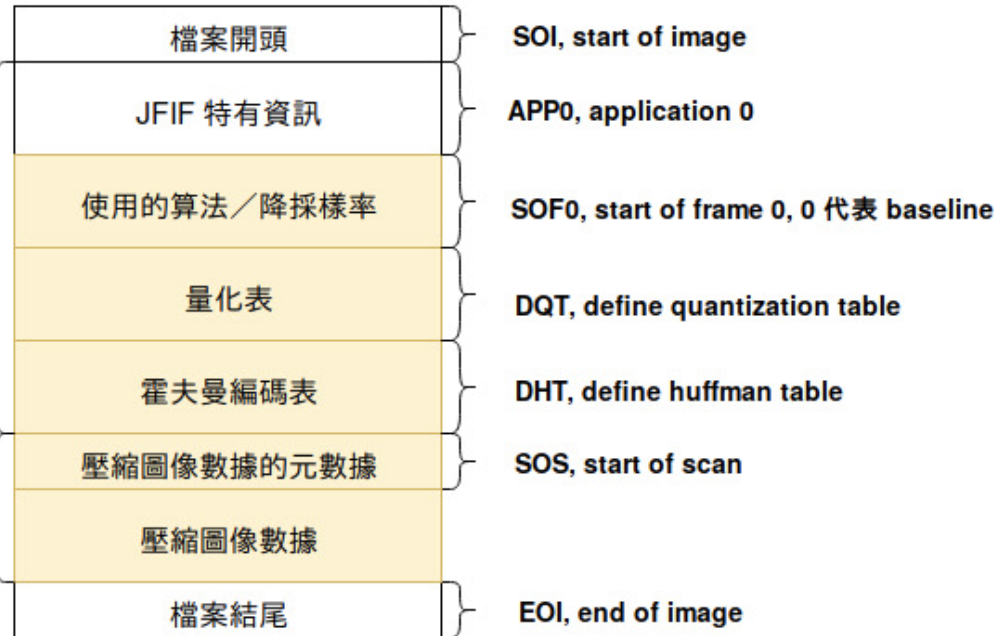 檔案開頭
SOI, start of image
JFIF 特有資訊
APP0, application 0
使用的算法／降採樣率
SOF0, start of frame 0, 0 代表 baseline
量化表
DQT, define quantization table
霍夫曼編碼表
DHT, define huffman table
壓縮圖像數據的元數據
SOS, start of scan
壓縮圖像數據
檔案結尾
EOI, end of image